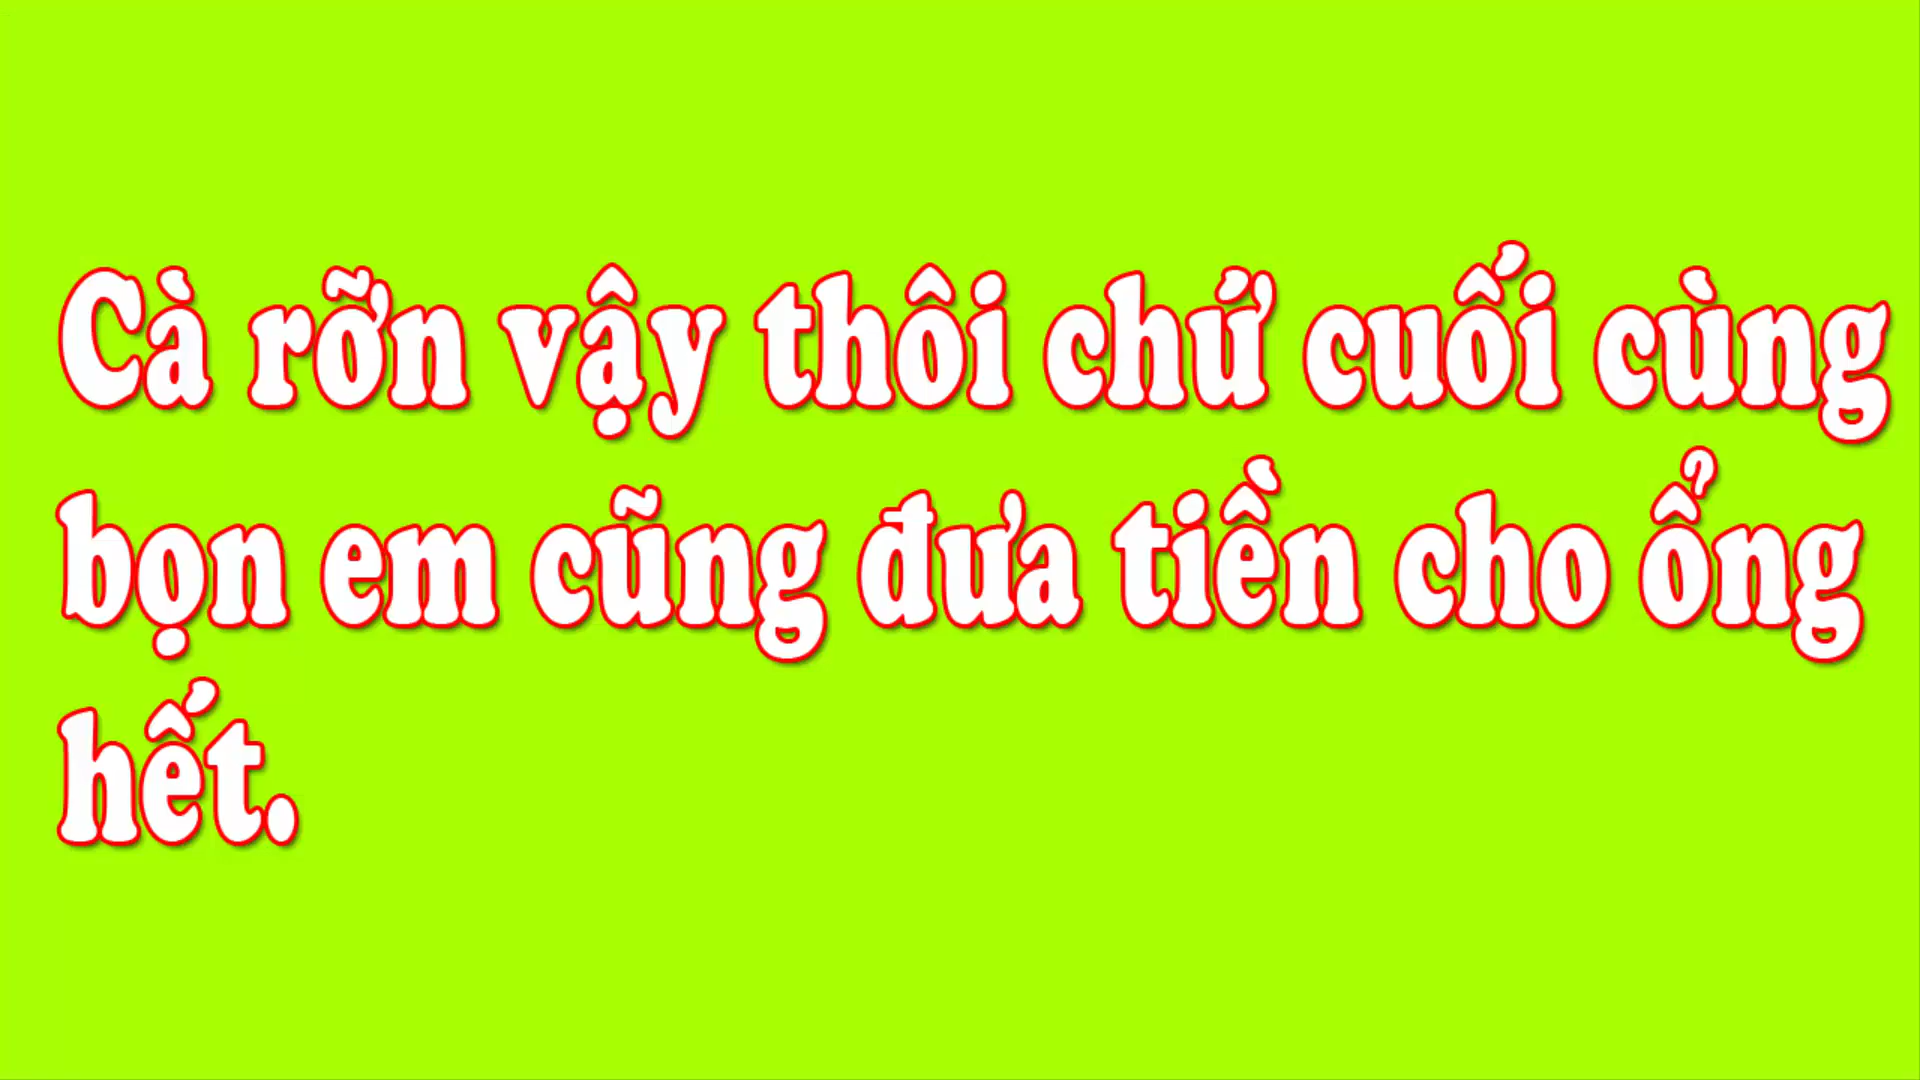 Cà rỡn vậy thôi chứ cuối cùng
bọn em cũng đưa tiền cho ổng
hết.